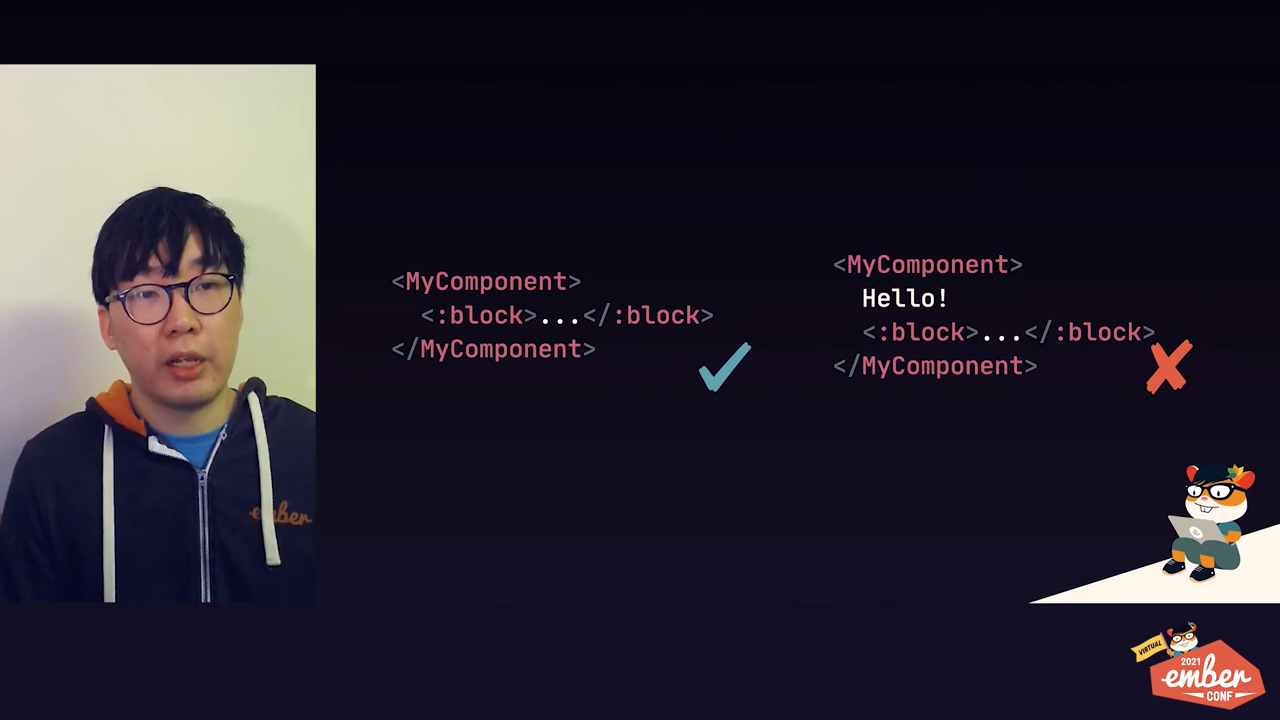 <MyComponent>
<:block>...</:block>
</MyComponent>
<MyComponent>
Hello!
<:block>...</:block>
</MyComponent>
ember
VIRTUAL
2021
ember
CONF